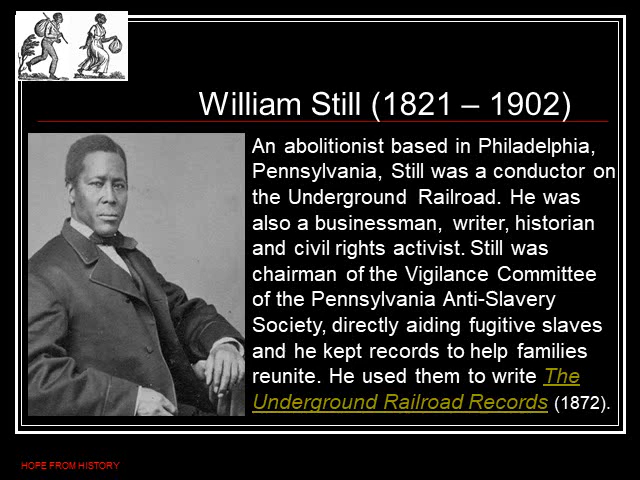 William Still (1821 – 1902)
An abolitionist based in Philadelphia,
Pennsylvania, Still was a conductor on
the Underground Railroad. He was
also a businessman, writer, historian
and civil rights activist. Still was
chairman of the Vigilance Committee
of the Pennsylvania Anti-Slavery
Society, directly aiding fugitive slaves
and he kept records to help families
reunite. He used them to write The
Underground Railroad Records (1872).
HOPE FROM HISTORY